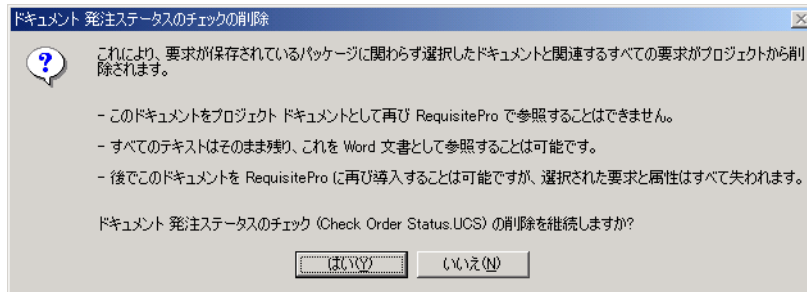 ドキュメント 発注ステータスのチェックの削除
これにより、要求が保存されているパッケージに関わらず選択したドキュメントと関連するすべての要求がプロジェクトから削
除されます。
- このドキュメントをプロジェクト ドキュメントとして再び RequisitePro で参照することはできません。
- すべてのテキストはそのまま残り、これを Word 文書として参照することは可能です。
- 後でこのドキュメントを RequisitePro に再び導入することは可能ですが、選択された要求と属性はすべて失われます。
ドキュメント 発注ステータスのチェック (Check Order Status.UCS) の削除を継続しますか?
はい(Y) いいえ(N)